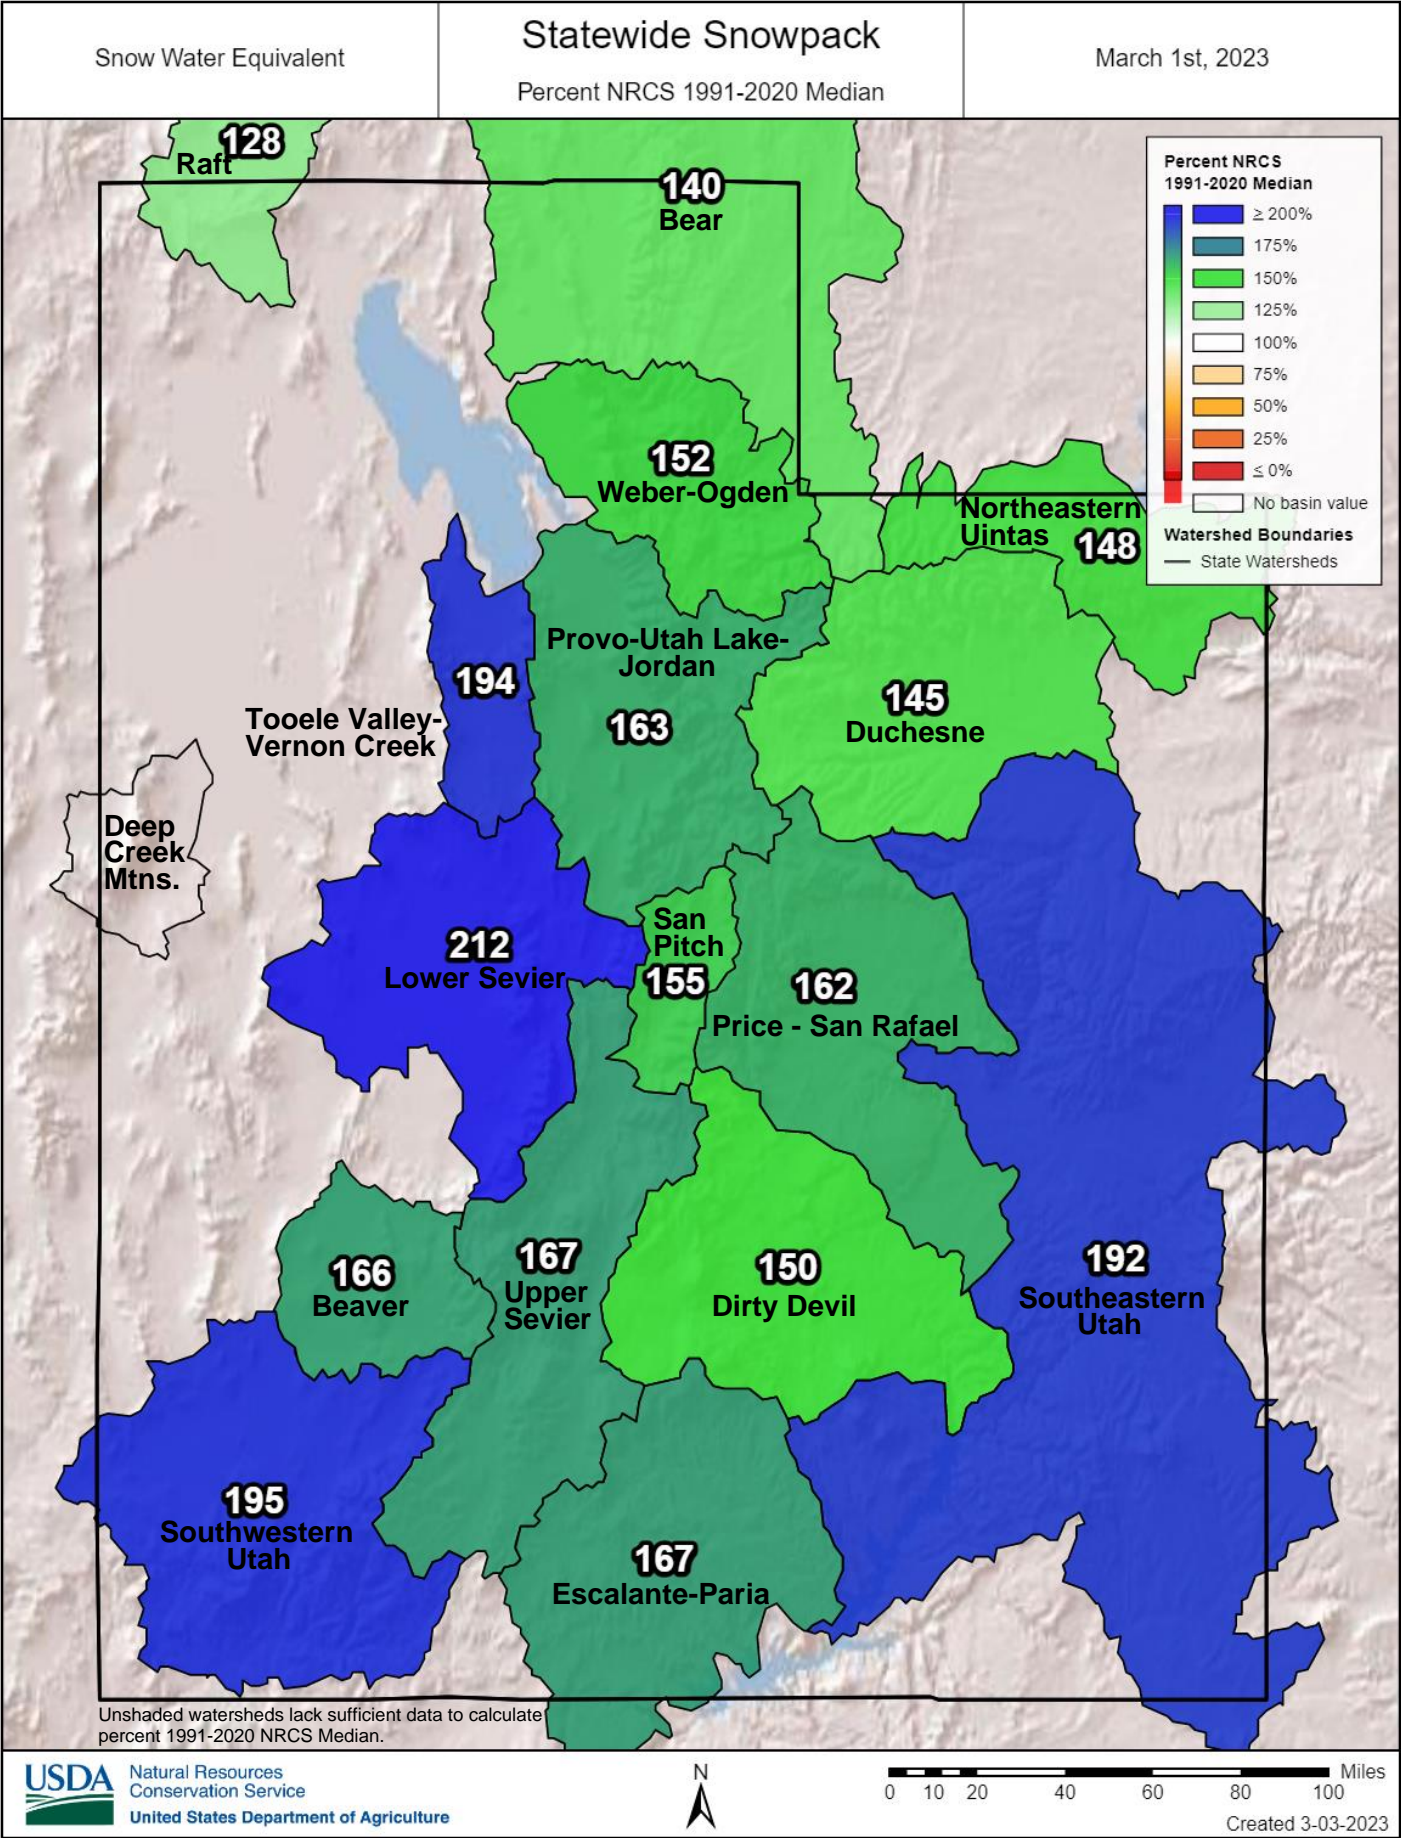 Snow Water Equivalent
Statewide Snowpack
Percent NRCS 1991-2020 Median
March 1st, 2023
128
Raft
140
Bear
Percent NRCS
1991-2020 Median
≥ 200%
175%
150%
125%
100%
75%
50%
25%
≤ 0%
No basin value
Watershed Boundaries
State Watersheds
152
Weber-Ogden
Northeastern
Uintas
148
Provo-Utah Lake-
Jordan
163
194
Tooele Valley-
Vernon Creek
145
Duchesne
Deep
Creek
Mtns.
212
Lower Sevier
San
Pitch
155
162
Price - San Rafael
166
Beaver
167
Upper
Sevier
150
Dirty Devil
192
Southeastern
Utah
195
Southwestern
Utah
167
Escalante-Paria
Unshaded watersheds lack sufficient data to calculate
percent 1991-2020 NRCS Median.
USDA
Natural Resources
Conservation Service
United States Department of Agriculture
N
Miles
0 10 20 40 60 80 100
Created 3-03-2023